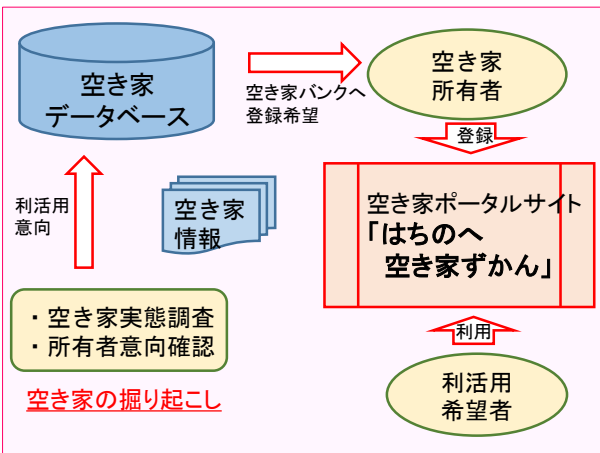 空き家
データベース
空き家バンクへ
登録希望
空き家
所有者
登録
利活用
意向
空き家
情報
空き家ポータルサイト
「はちのへ
空き家ずかん」
・空き家実態調査
・所有者意向確認
空き家の掘り起こし
利用
利活用
希望者